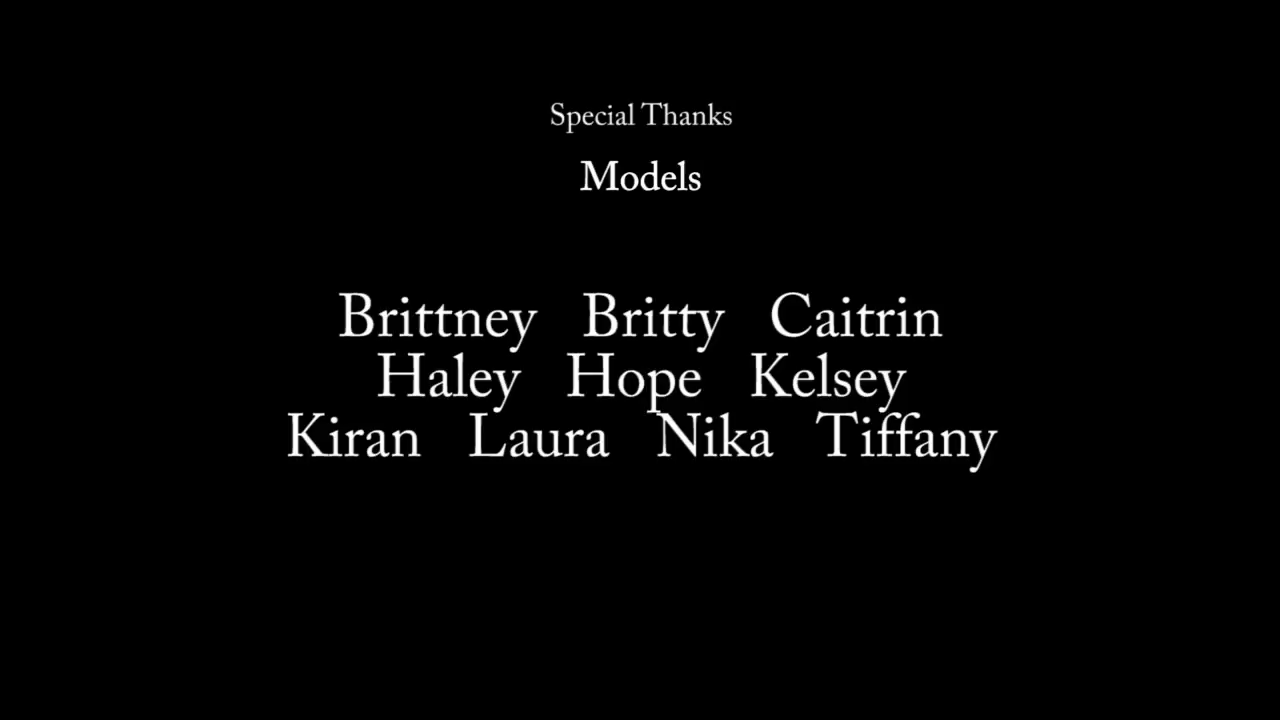 Special Thanks
Models
Brittney Britty Caitrin
Haley Hope Kelsey
Kiran Laura Nika Tiffany